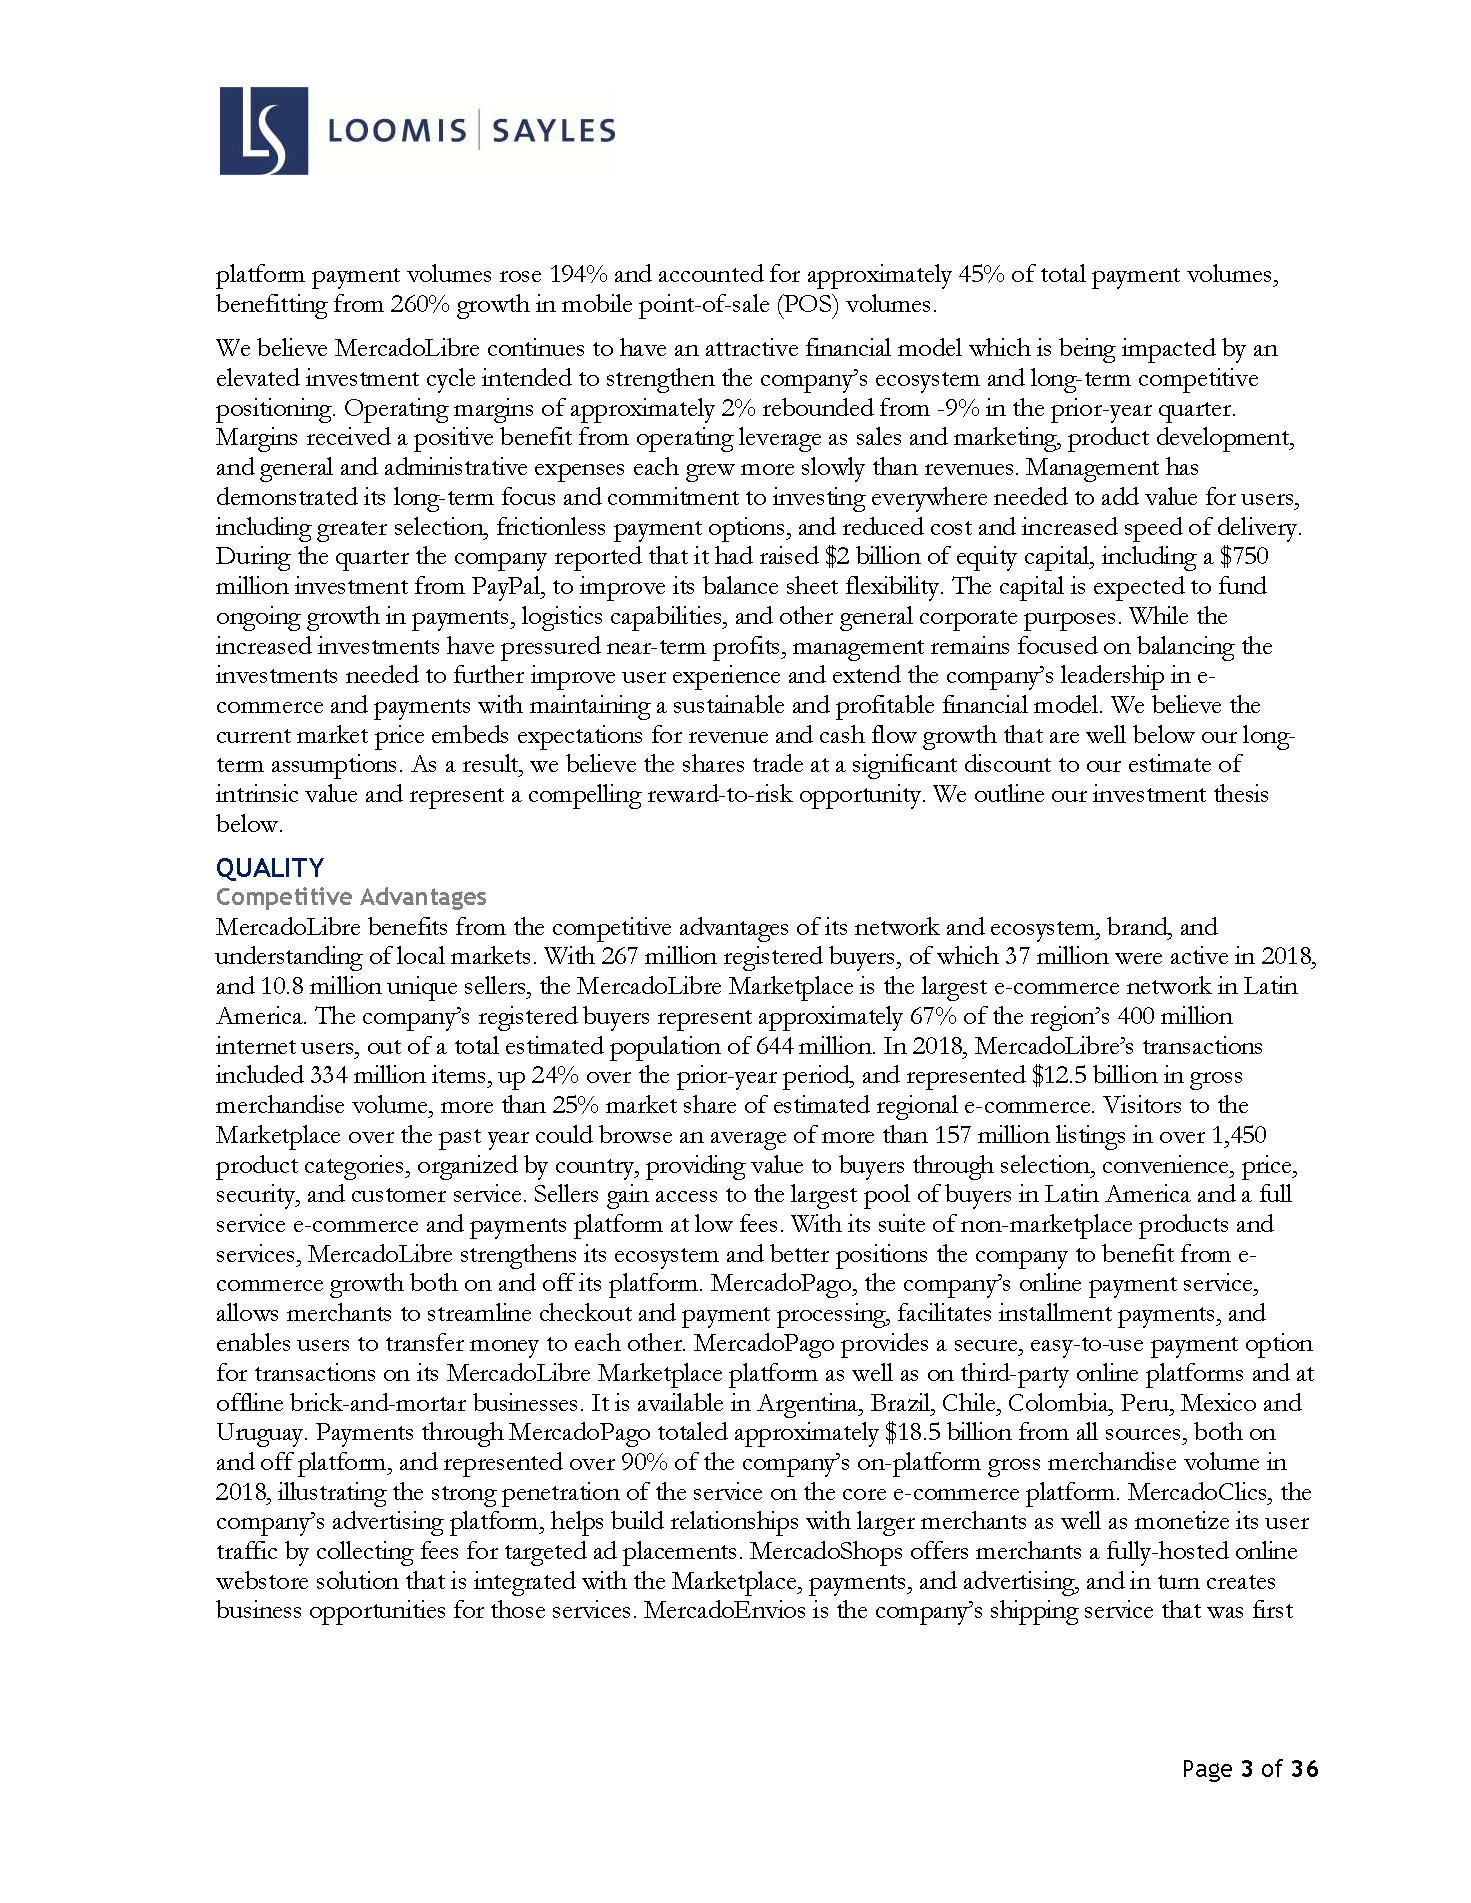 LS LOOMIS | SAYLES
platform payment volumes rose 194% and accounted for approximately 45% of total payment volumes,
benefitting from 260% growth in mobile point-of-sale (POS) volumes.
We believe MercadoLibre continues to have an attractive financial model which is being impacted by an
elevated investment cycle intended to strengthen the company’s ecosystem and long-term competitive
positioning. Operating margins of approximately 2% rebounded from -9% in the prior-year quarter.
Margins received a positive benefit from operating leverage as sales and marketing, product development,
and general and administrative expenses each grew more slowly than revenues. Management has
demonstrated its long-term focus and commitment to investing everywhere needed to add value for users,
including greater selection, frictionless payment options, and reduced cost and increased speed of delivery.
During the quarter the company reported that it had raised $2 billion of equity capital, including a $750
million investment from PayPal, to improve its balance sheet flexibility. The capital is expected to fund
ongoing growth in payments, logistics capabilities, and other general corporate purposes. While the
increased investments have pressured near-term profits, management remains focused on balancing the
investments needed to further improve user experience and extend the company’s leadership in e-
commerce and payments with maintaining a sustainable and profitable financial model. We believe the
current market price embeds expectations for revenue and cash flow growth that are well below our long-
term assumptions. As a result, we believe the shares trade at a significant discount to our estimate of
intrinsic value and represent a compelling reward-to-risk opportunity. We outline our investment thesis
below.
QUALITY
Competitive Advantages
MercadoLibre benefits from the competitive advantages of its network and ecosystem, brand, and
understanding of local markets. With 267 million registered buyers, of which 37 million were active in 2018,
and 10.8 million unique sellers, the MercadoLibre Marketplace is the largest e-commerce network in Latin
America. The company’s registered buyers represent approximately 67% of the region’s 400 million
internet users, out of a total estimated population of 644 million. In 2018, MercadoLibre’s transactions
included 334 million items, up 24% over the prior-year period, and represented $12.5 billion in gross
merchandise volume, more than 25% market share of estimated regional e-commerce. Visitors to the
Marketplace over the past year could browse an average of more than 157 million listings in over 1,450
product categories, organized by country, providing value to buyers through selection, convenience, price,
security, and customer service. Sellers gain access to the largest pool of buyers in Latin America and a full
service e-commerce and payments platform at low fees. With its suite of non-marketplace products and
services, MercadoLibre strengthens its ecosystem and better positions the company to benefit from e-
commerce growth both on and off its platform. MercadoPago, the company’s online payment service,
allows merchants to streamline checkout and payment processing, facilitates installment payments, and
enables users to transfer money to each other. MercadoPago provides a secure, easy-to-use payment option
for transactions on its MercadoLibre Marketplace platform as well as on third-party online platforms and at
offline brick-and-mortar businesses. It is available in Argentina, Brazil, Chile, Colombia, Peru, Mexico and
Uruguay. Payments through MercadoPago totaled approximately $18.5 billion from all sources, both on
and off platform, and represented over 90% of the company’s on-platform gross merchandise volume in
2018, illustrating the strong penetration of the service on the core e-commerce platform. MercadoClics, the
company’s advertising platform, helps build relationships with larger merchants as well as monetize its user
traffic by collecting fees for targeted ad placements. MercadoShops offers merchants a fully-hosted online
webstore solution that is integrated with the Marketplace, payments, and advertising, and in turn creates
business opportunities for those services. MercadoEnvios is the company’s shipping service that was first
Page 3 of 36